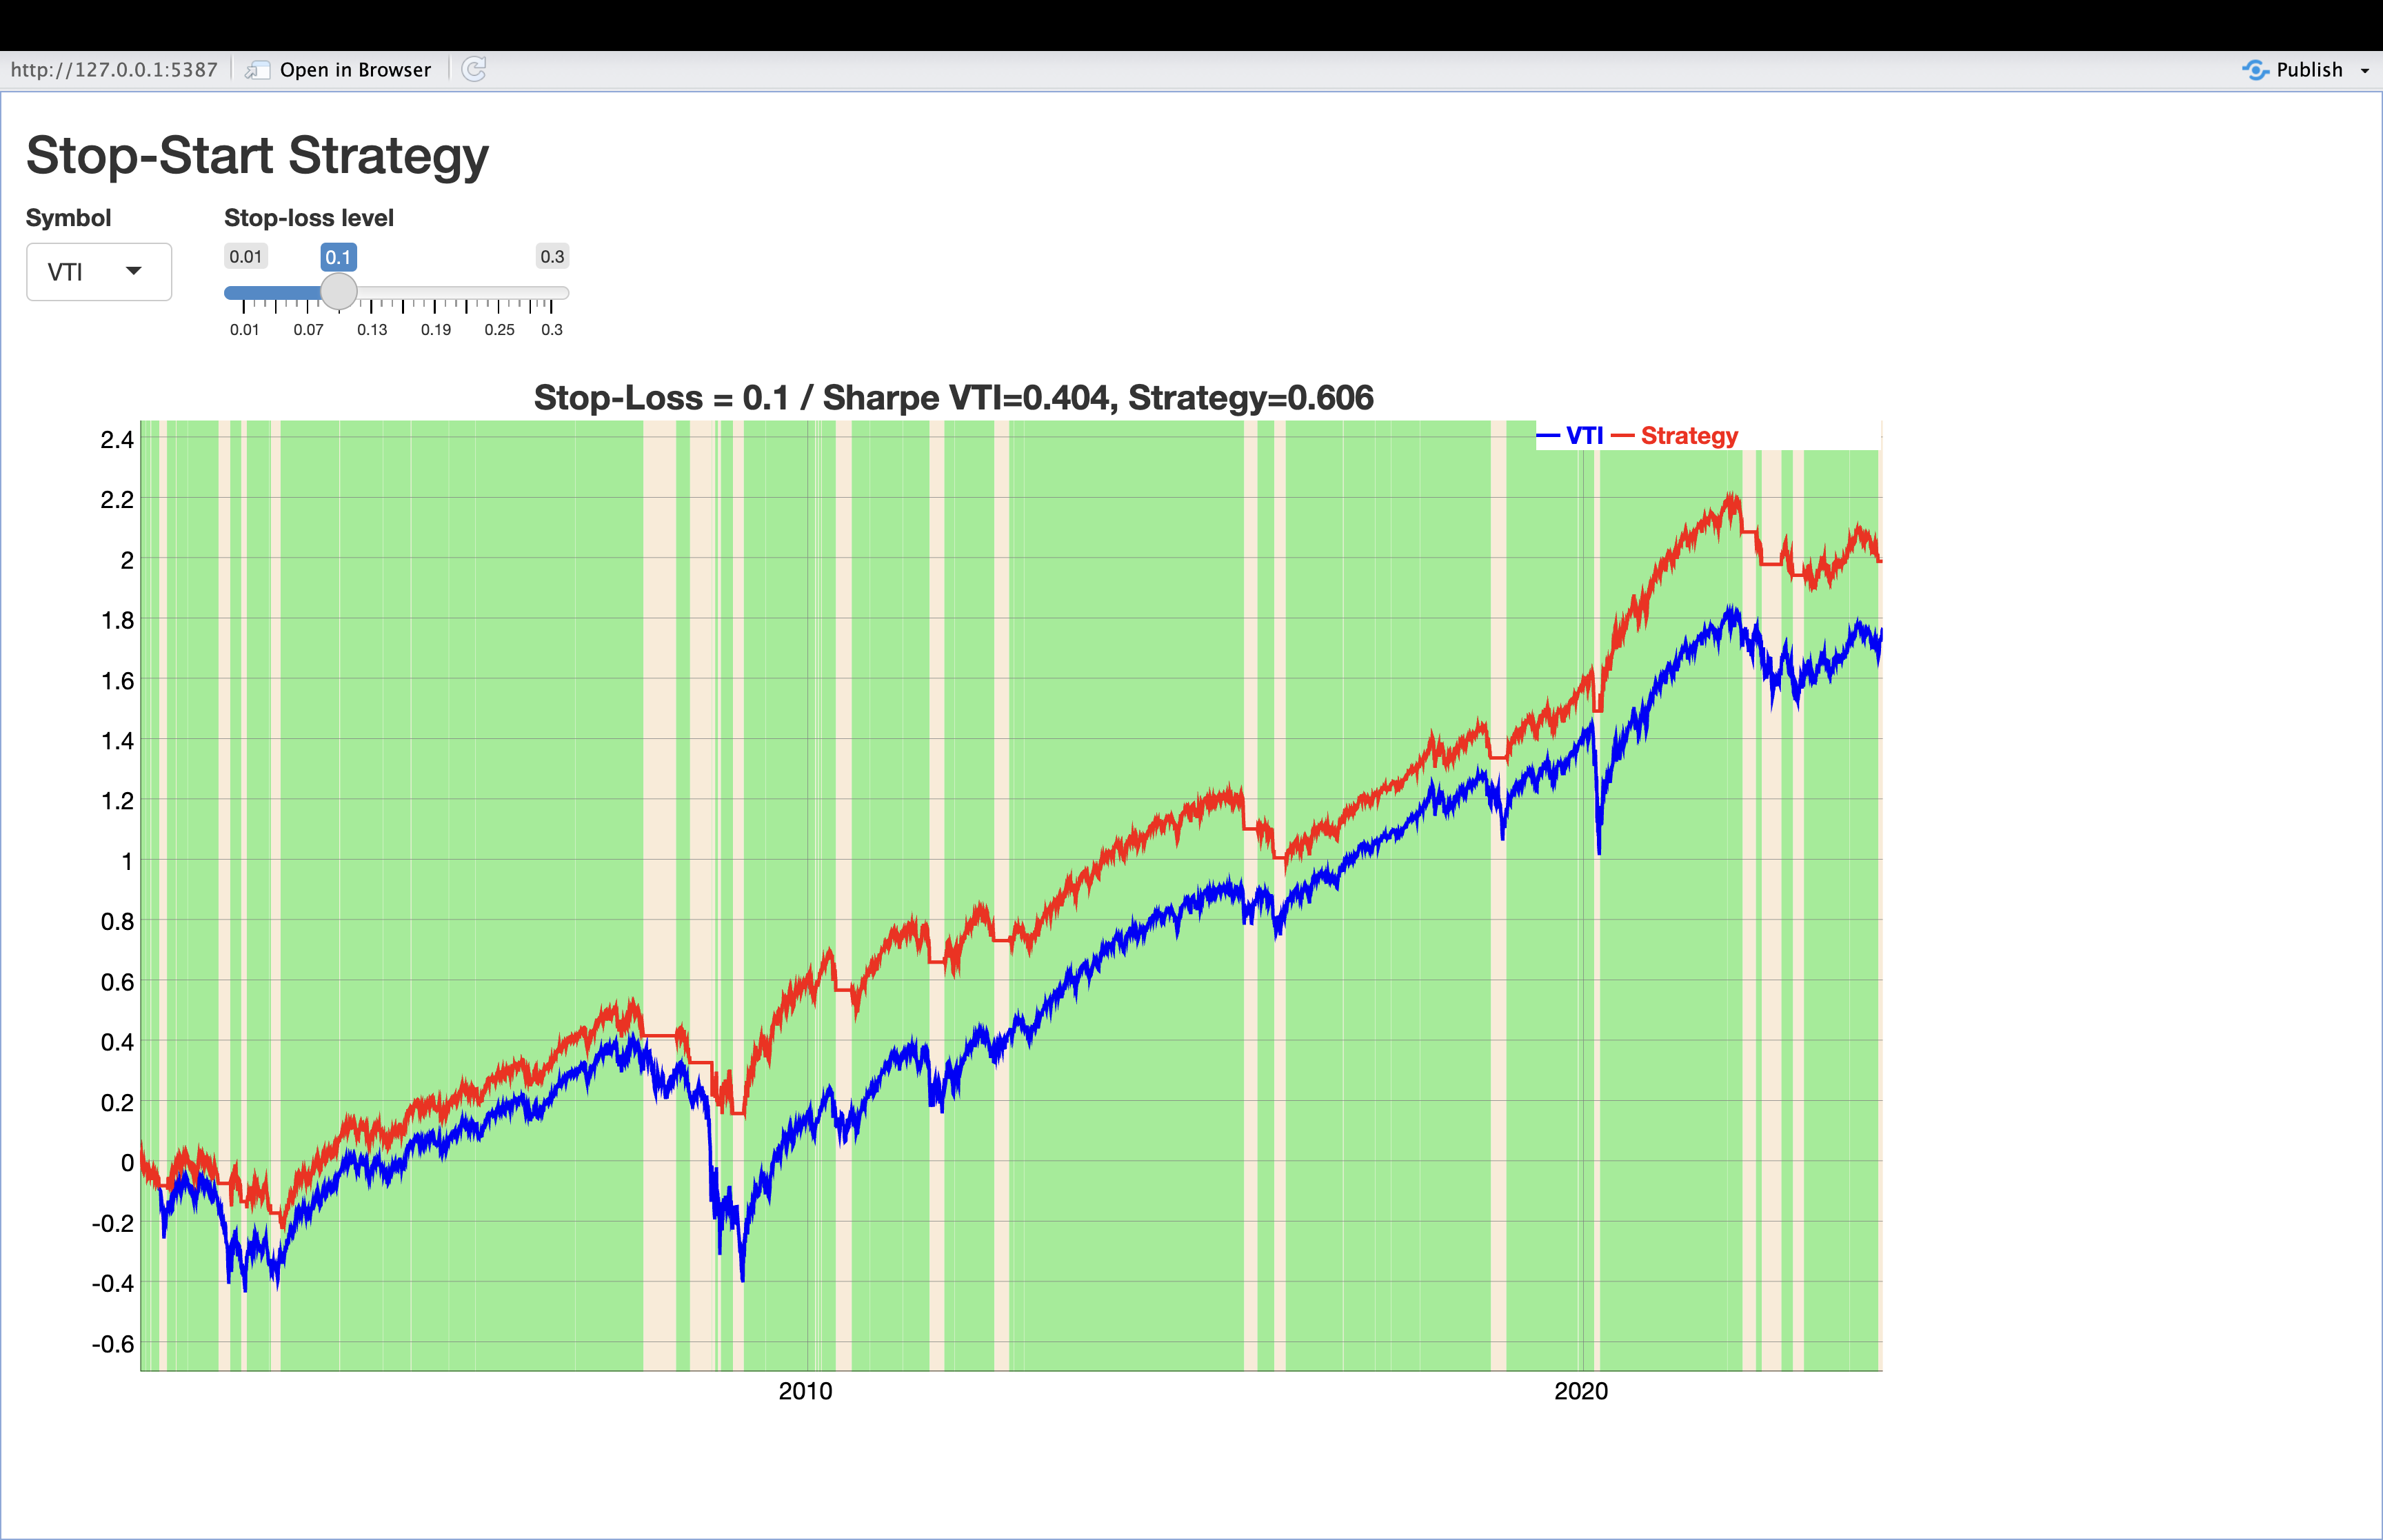 http://127.0.0.1:5387 Open in Browser Publish
Stop-Start Strategy
Symbol Stop-loss level
0.01 0.1 0.3
VTI
0.01 0.07 0.13 0.19 0.25 0.3
Stop-Loss = 0.1 / Sharpe VTI=0.404, Strategy=0.606
VTI Strategy
2.4
2.2
2
1.8
1.6
1.4
1.2
1
0.8
0.6
0.4
0.2
0
-0.2
-0.4
-0.6
2010 2020